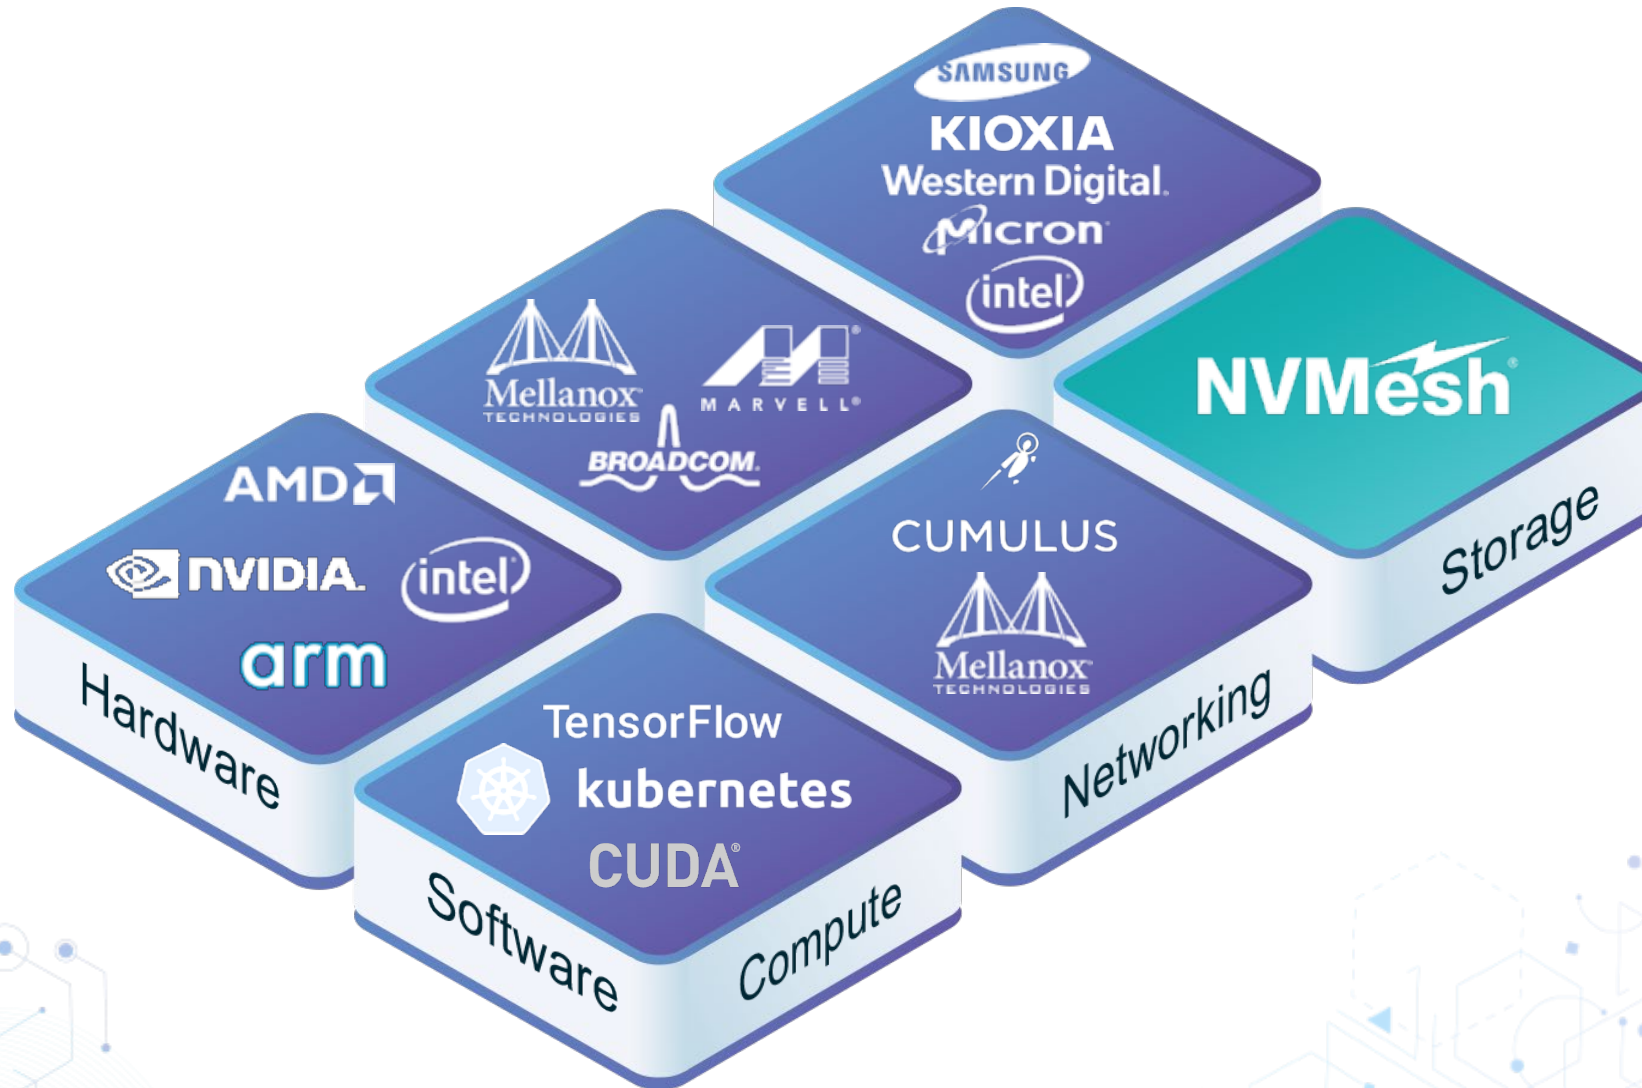 SAMSUNG
KIOXIA
Western Digital.
Micron
intel
Mellanox
TECHNOLOGIES
MARVELL®
BROADCOM.
NVMesh®
Storage
AMD
NVIDIA.
intel
arm
Hardware
CUMULUS
Mellanox
TECHNOLOGIES
Networking
TensorFlow
kubernetes
CUDA®
Software
Compute